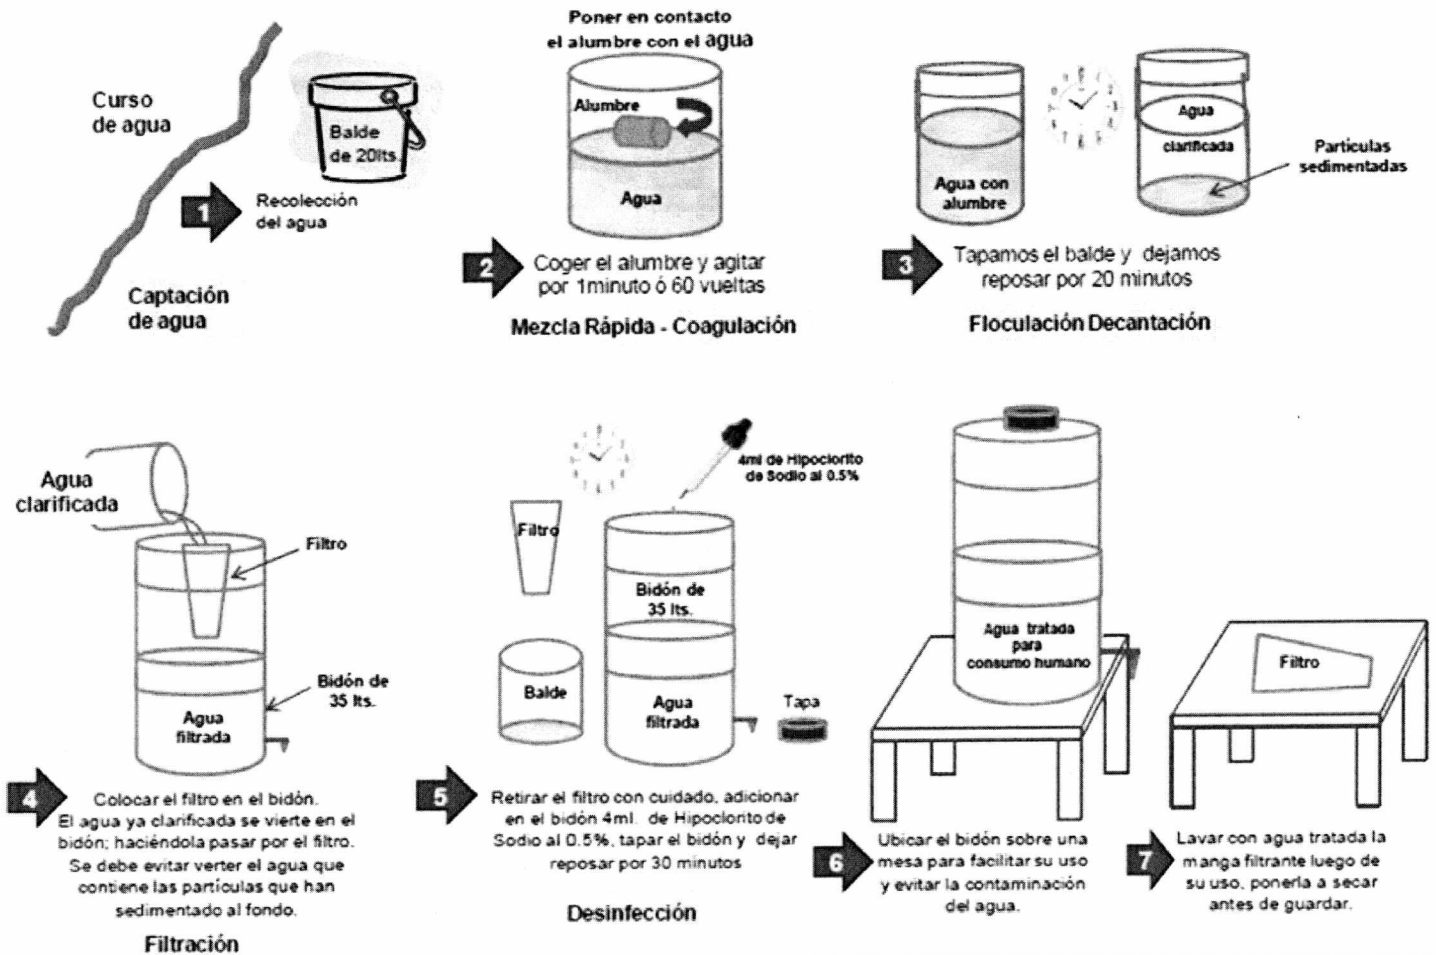 Curso
de agua
Balde
de 20lts.
1
Recolección
del agua
Captación
de agua
Poner en contacto
el alumbre con el agua
Alumbre
Agua
2
Coger el alumbre y agitar
por 1minuto ó 60 vueltas
Mezcla Rápida - Coagulación
Agua con
alumbre
Agua
clarificada
Particulas
sedimentadas
3
Tapamos el balde y dejamos
reposar por 20 minutos
Floculación Decantación
Agua
clarificada
Filtro
Bidón de
35 lts.
Agua
filtrada
4
Colocar el filtro en el bidón.
El agua ya clarificada se vierte en el
bidón; haciéndola pasar por el filtro.
Se debe evitar verter el agua que
contiene las partículas que han
sedimentado al fondo.
Filtración
4ml de Hipoclorito
de Sodio al 0.5%
Filtro
Bidón de
35 lts.
Balde
Agua
filtrada
Tapa
5
Retirar el filtro con cuidado, adicionar
en el bidón 4ml. de Hipoclorito de
Sodio al 0.5%, tapar el bidón y dejar
reposar por 30 minutos
Desinfección
Agua tratada
para
consumo humano
6
Ubicar el bidón sobre una
mesa para facilitar su uso
y evitar la contaminación
del agua.
Filtro
7
Lavar con agua tratada la
manga filtrante luego de
su uso, ponerla a secar
antes de guardar.